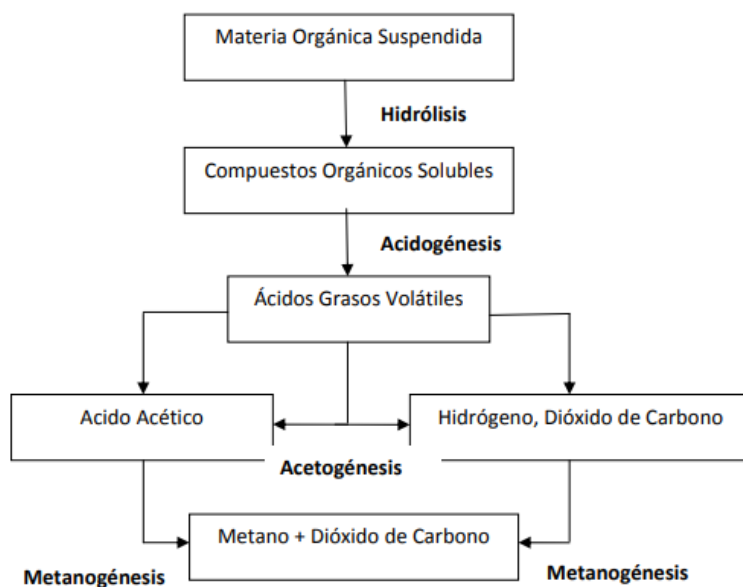 Materia Orgánica Suspendida
Hidrólisis
Compuestos Orgánicos Solubles
Acidogénesis
Ácidos Grasos Volátiles
Acido Acético
Hidrógeno, Dióxido de Carbono
Acetogénesis
Metano + Dióxido de Carbono
Metanogénesis
Metanogénesis